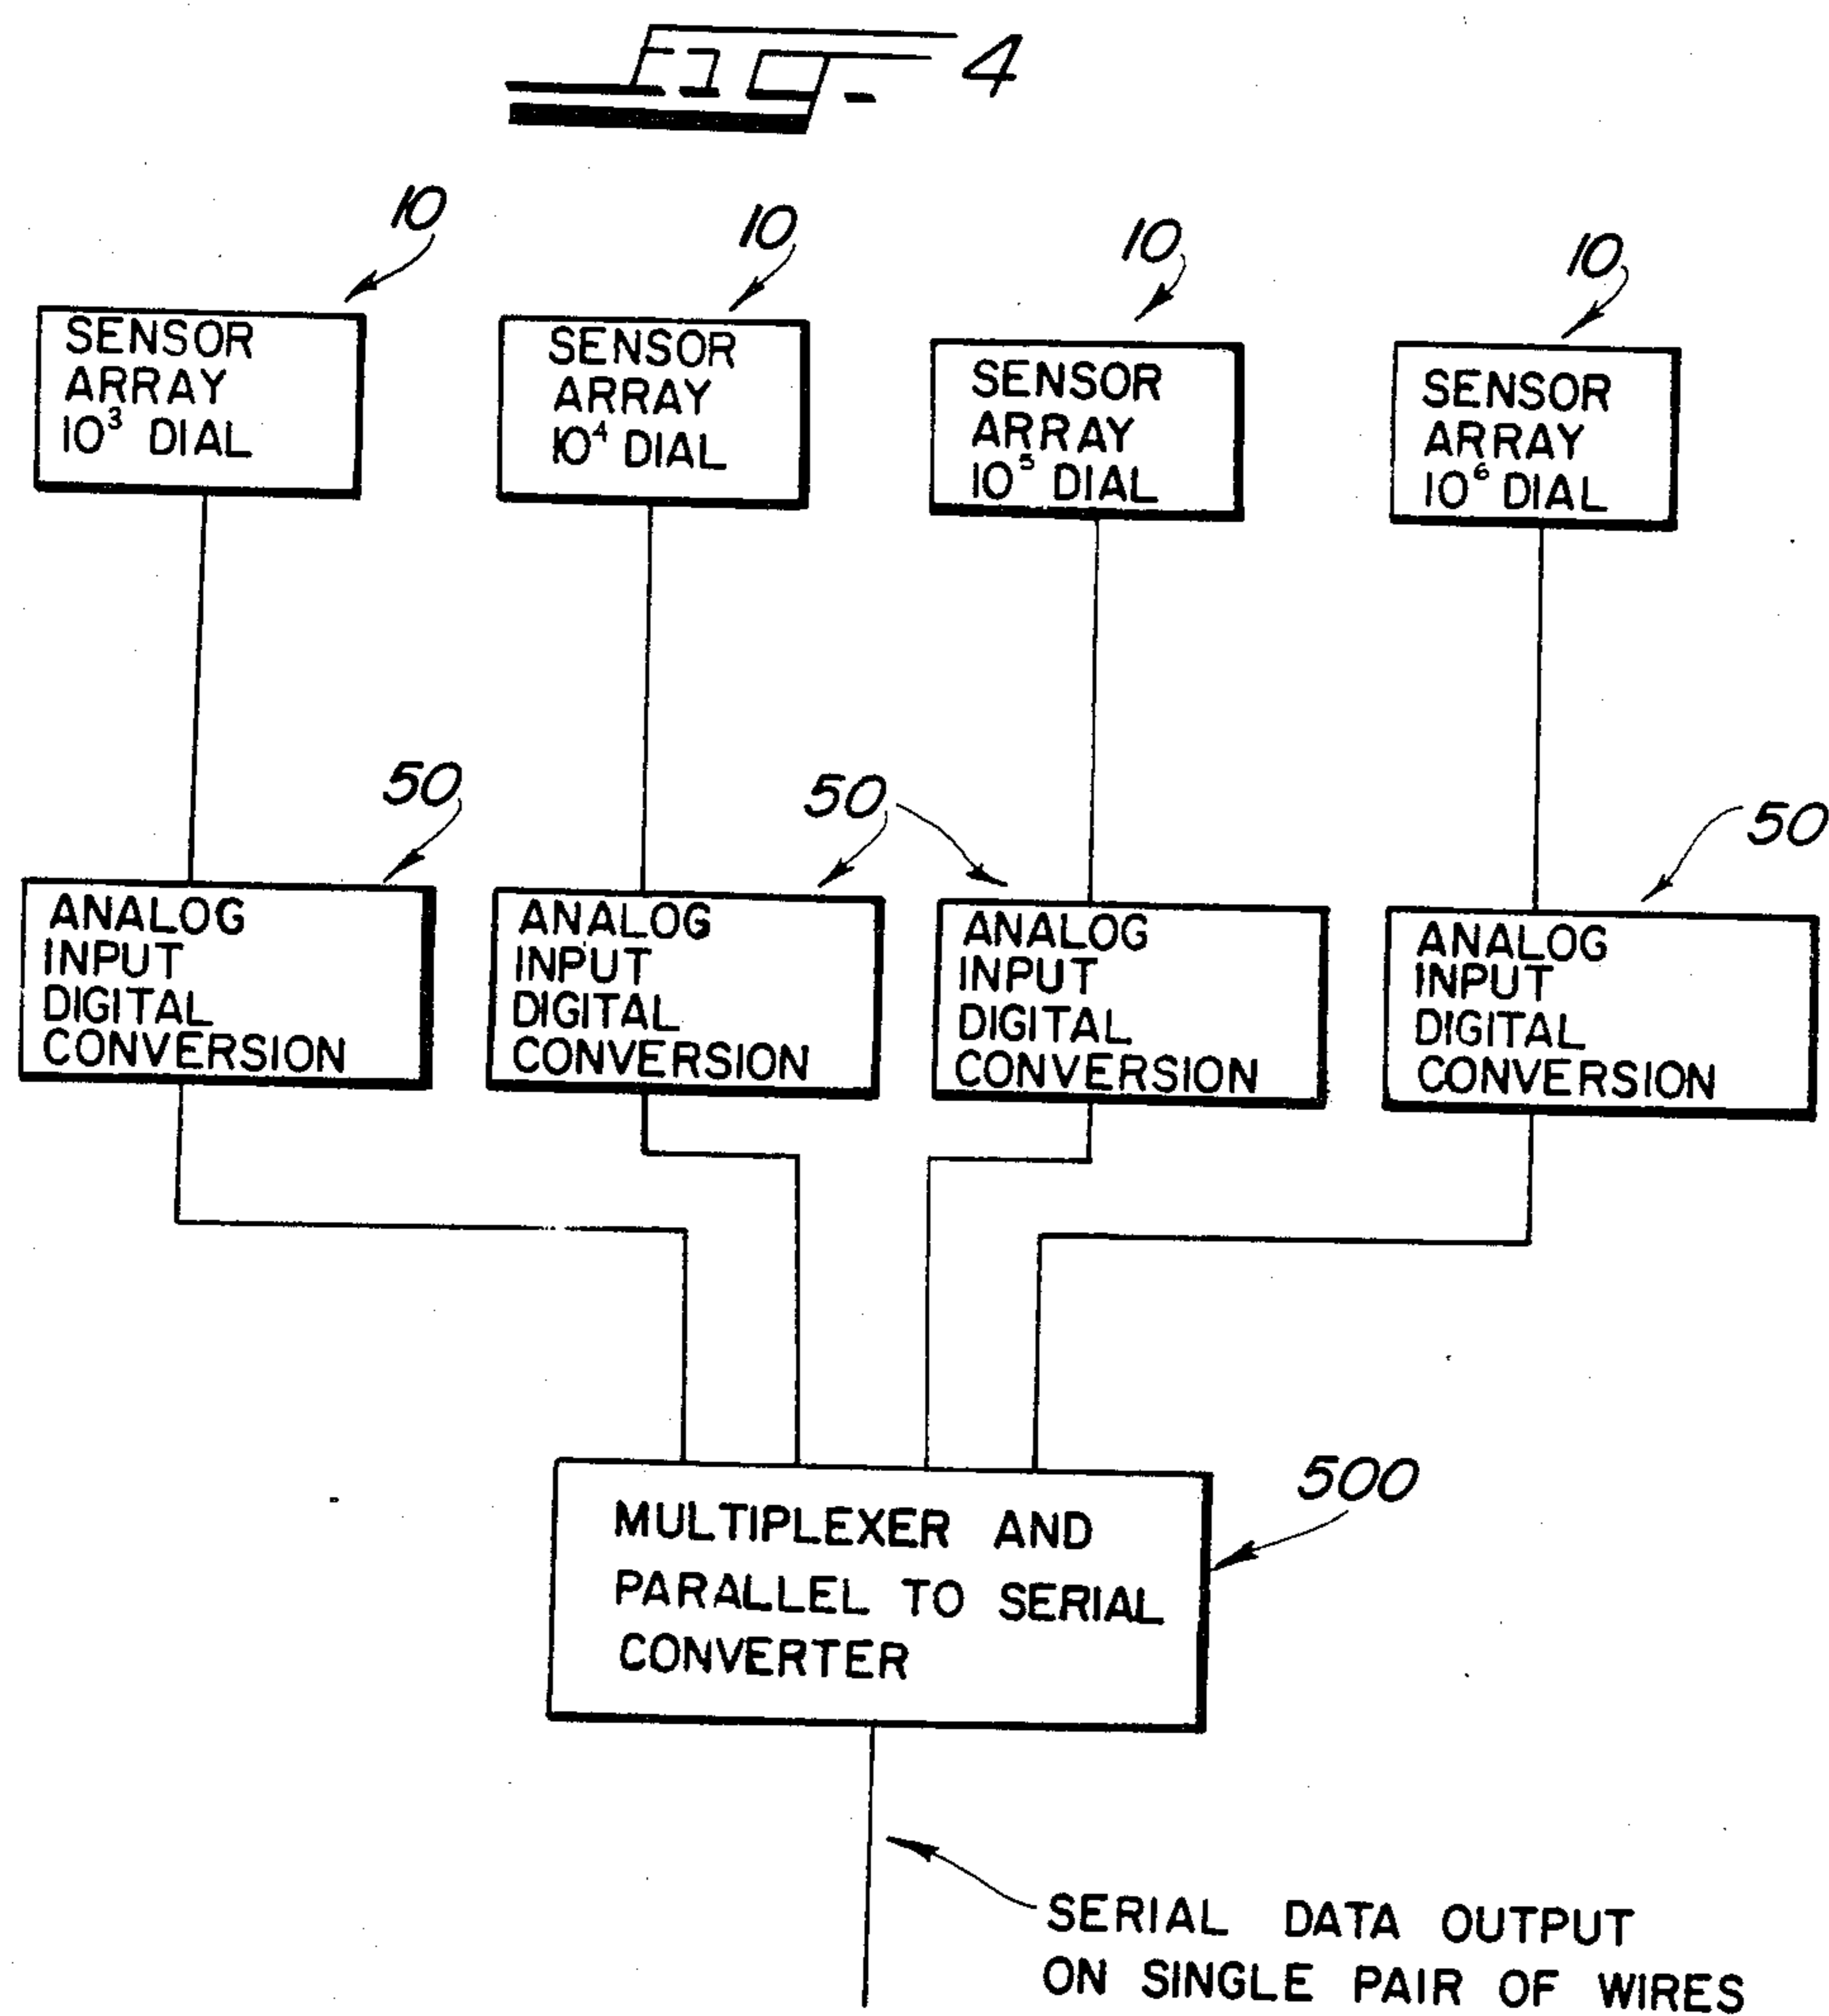 FIG-4
10
10
10
10
SENSOR
ARRAY
10³ DIAL
SENSOR
ARRAY
10⁴ DIAL
SENSOR
ARRAY
10⁵ DIAL
SENSOR
ARRAY
10⁶ DIAL
50
50
50
ANALOG
INPUT
DIGITAL
CONVERSION
ANALOG
INPUT
DIGITAL
CONVERSION
ANALOG
INPUT
DIGITAL
CONVERSION
ANALOG
INPUT
DIGITAL
CONVERSION
500
MULTIPLEXER AND
PARALLEL TO SERIAL
CONVERTER
SERIAL DATA OUTPUT
ON SINGLE PAIR OF WIRES